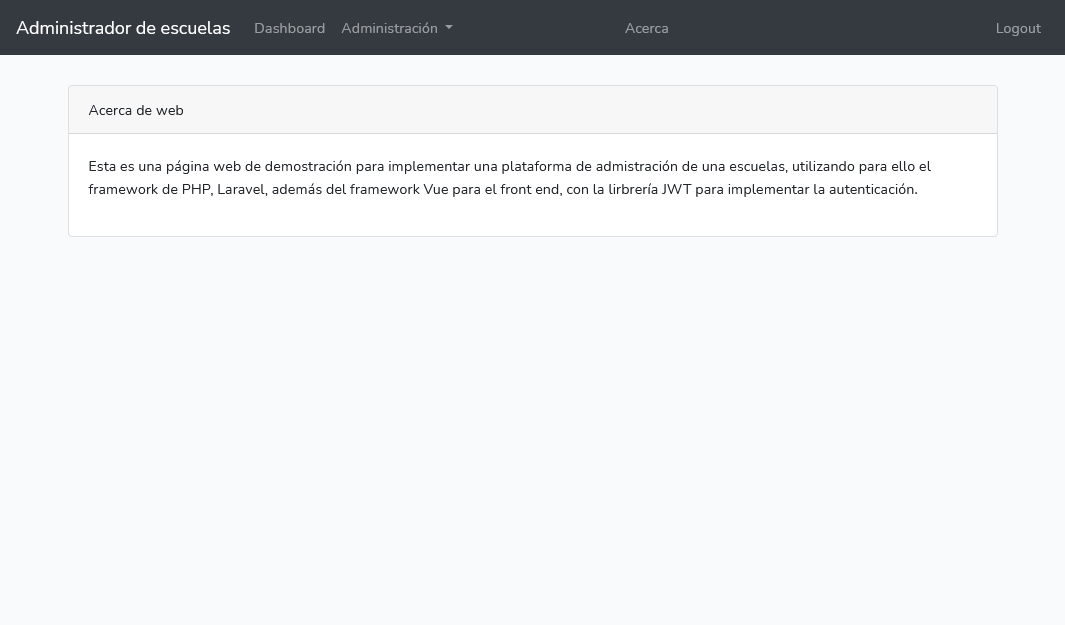 Administrador de escuelas Dashboard Administración Acerca Logout
Acerca de web
Esta es una página web de demostración para implementar una plataforma de admistración de una escuelas, utilizando para ello el
framework de PHP, Laravel, además del framework Vue para el front end, con la lirbrería JWT para implementar la autenticación.